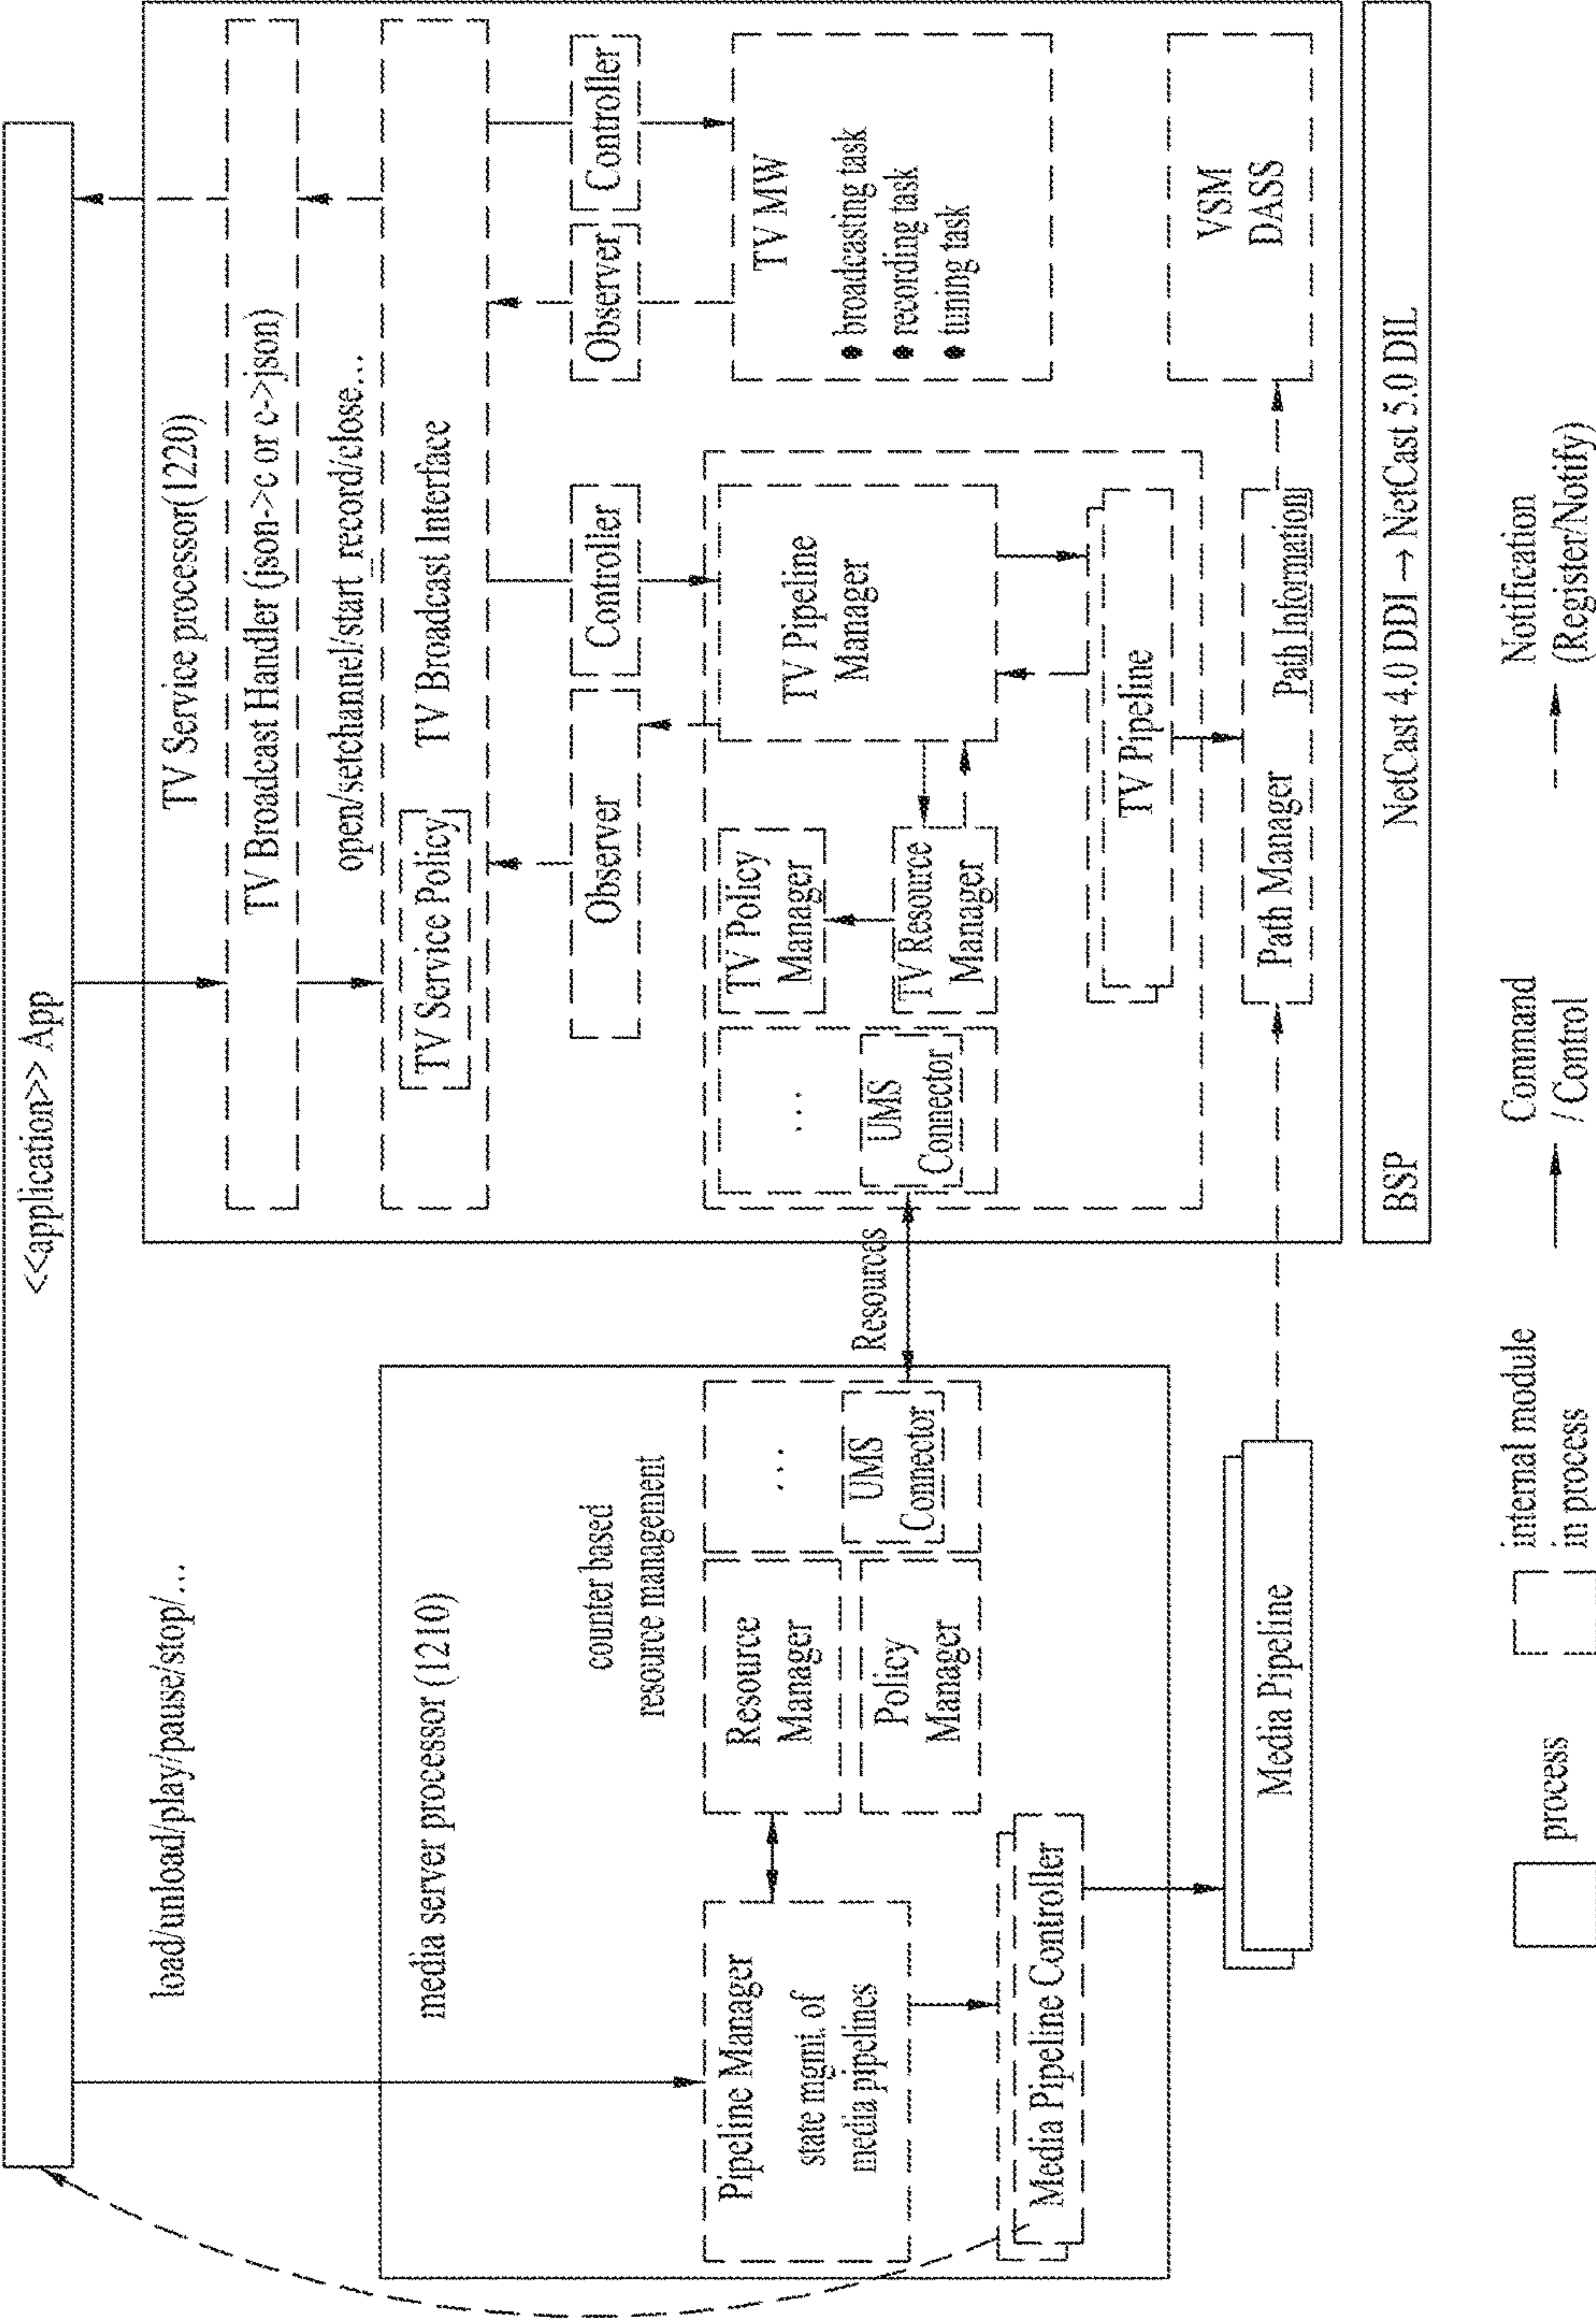 <<application>> App
load/unload/play/pause/stop/…
media server processor (1210)
counter based
resource management
Pipeline Manager
state mgmt. of
media pipelines
Resource
Manager
Policy
Manager
…
UMS
Connector
Media Pipeline Controller
Media Pipeline
Resources
TV Service processor(1220)
TV Broadcast Handler (json->c or c->json)
open/setchannel/start_record/close…
TV Service Policy
TV Broadcast Interface
Observer
Controller
Observer
Controller
…
UMS
Connector
TV Policy
Manager
TV Resource
Manager
TV Pipeline
Manager
TV Pipeline
TV MW
● broadcasting task
● recording task
● tuning task
Path Manager
Path Information
VSM
DASS
BSP
NetCast 4.0 DDI → NetCast 5.0 DIL
process
internal module
in process
Command
/ Control
Notification
(Register/Notify)